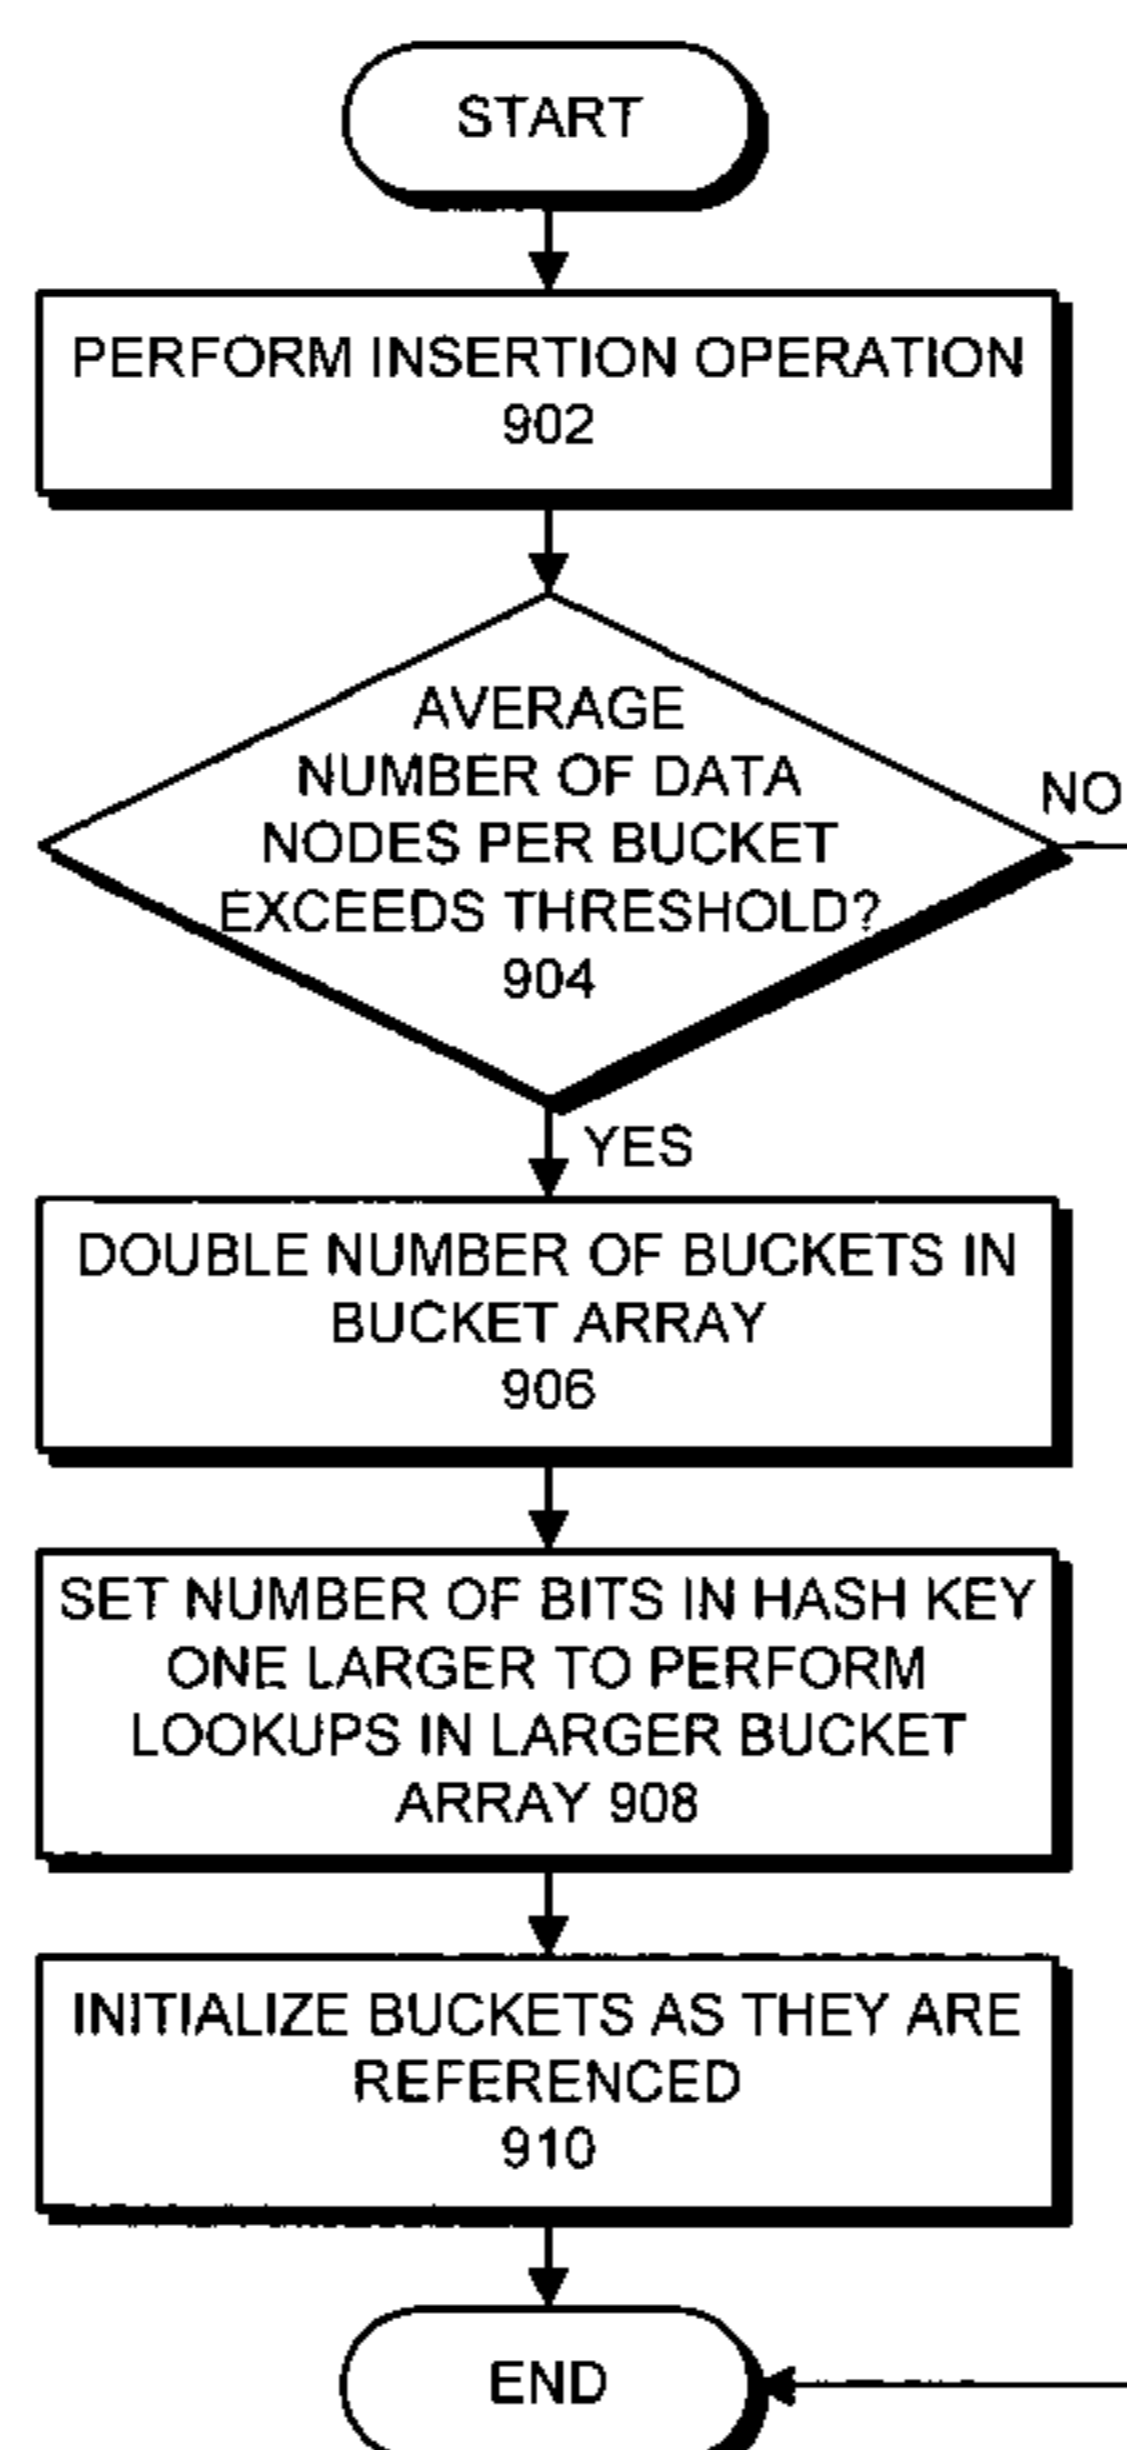 START
PERFORM INSERTION OPERATION
902
AVERAGE
NUMBER OF DATA
NODES PER BUCKET
EXCEEDS THRESHOLD?
904
NO
YES
DOUBLE NUMBER OF BUCKETS IN
BUCKET ARRAY
906
SET NUMBER OF BITS IN HASH KEY
ONE LARGER TO PERFORM
LOOKUPS IN LARGER BUCKET
ARRAY 908
INITIALIZE BUCKETS AS THEY ARE
REFERENCED
910
END